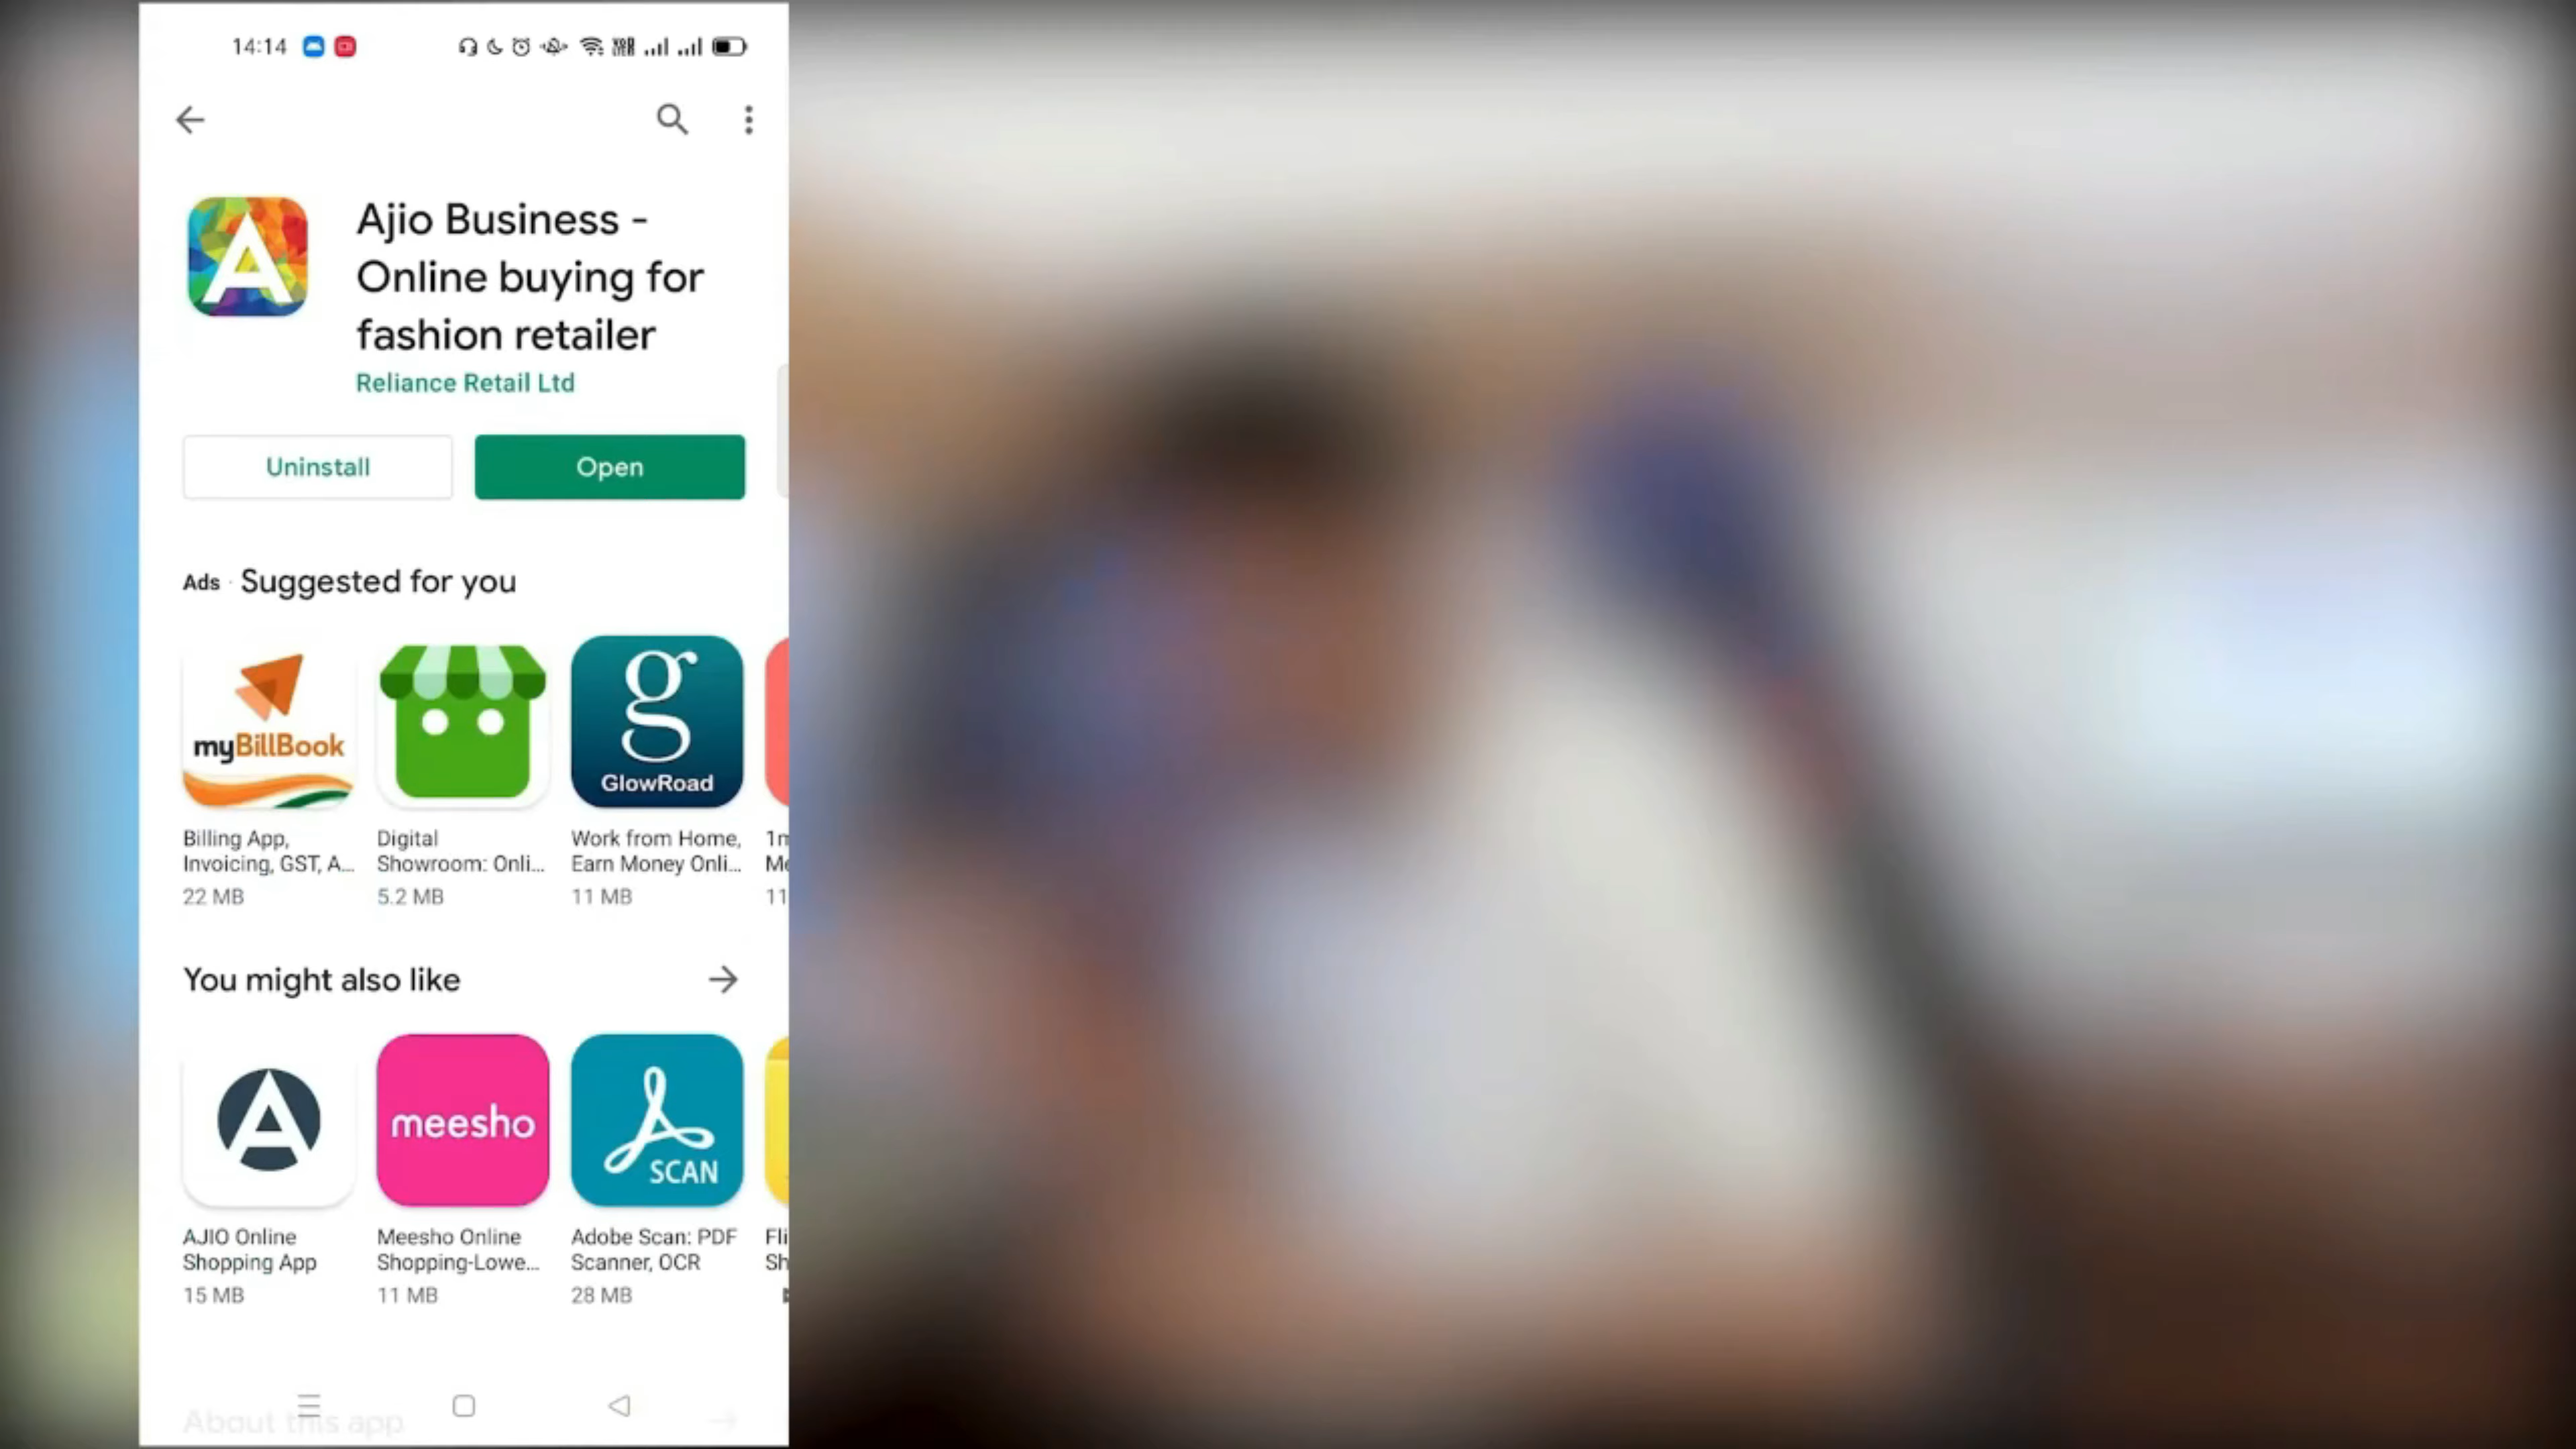 14:14
Ajio Business -
Online buying for
fashion retailer
Reliance Retail Ltd
Uninstall
Open
Ads · Suggested for you
myBillBook
g
GlowRoad
Billing App,
Invoicing, GST, A...
22 MB
Digital
Showroom: Onli...
5.2 MB
Work from Home,
Earn Money Onli...
11 MB
You might also like
A
meesho
SCAN
AJIO Online
Shopping App
15 MB
Meesho Online
Shopping-Lowe...
11 MB
Adobe Scan: PDF
Scanner, OCR
28 MB
About this app